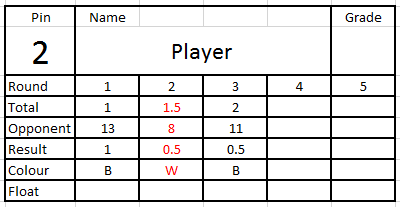 Pin Name Grade
2 Player
Round 1 2 3 4 5
Total 1 1.5 2
Opponent 13 8 11
Result 1 0.5 0.5
Colour B W B
Float